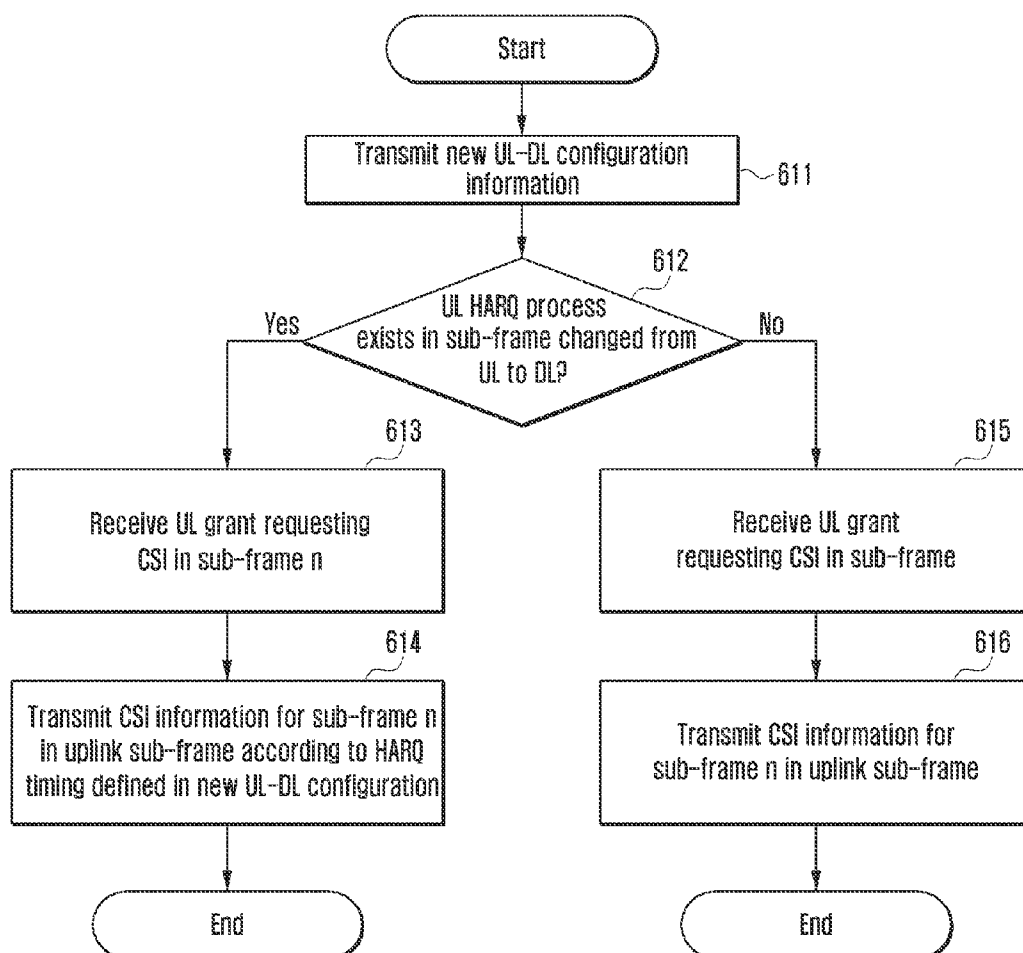 Start
Transmit new UL-DL configuration
information
611
612
UL HARQ process
exists in sub-frame changed from
UL to DL?
Yes
No
613
Receive UL grant requesting
CSI in sub-frame n
615
Receive UL grant
requesting CSI in sub-frame
614
Transmit CSI information for sub-frame n
in uplink sub-frame according to HARQ
timing defined in new UL-DL configuration
616
Transmit CSI information for
sub-frame n in uplink sub-frame
End
End